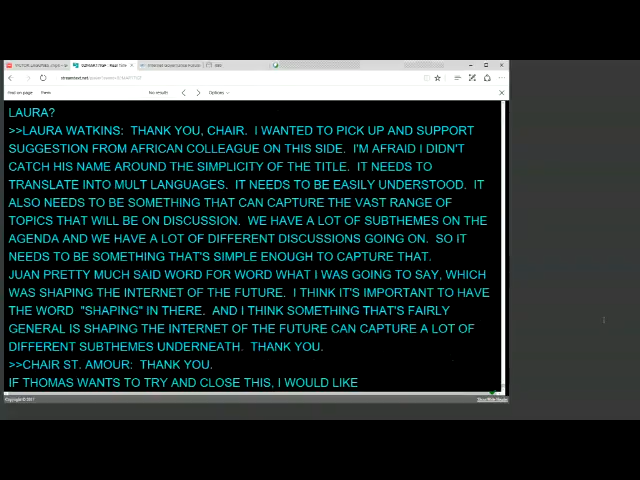 streamtext.net
Find on page
No results
Options
LAURA?
>>LAURA WATKINS:  THANK YOU, CHAIR.  I WANTED TO PICK UP AND SUPPORT
SUGGESTION FROM AFRICAN COLLEAGUE ON THIS SIDE.  I'M AFRAID I DIDN'T
CATCH HIS NAME AROUND THE SIMPLICITY OF THE TITLE.  IT NEEDS TO
TRANSLATE INTO MULT LANGUAGES.  IT NEEDS TO BE EASILY UNDERSTOOD.  IT
ALSO NEEDS TO BE SOMETHING THAT CAN CAPTURE THE VAST RANGE OF
TOPICS THAT WILL BE ON DISCUSSION.  WE HAVE A LOT OF SUBTHEMES ON THE
AGENDA AND WE HAVE A LOT OF DIFFERENT DISCUSSIONS GOING ON.  SO IT
NEEDS TO BE SOMETHING THAT'S SIMPLE ENOUGH TO CAPTURE THAT.
JUAN PRETTY MUCH SAID WORD FOR WORD WHAT I WAS GOING TO SAY, WHICH
WAS SHAPING THE INTERNET OF THE FUTURE.  I THINK IT'S IMPORTANT TO HAVE
THE WORD  "SHAPING" IN THERE.  AND I THINK SOMETHING THAT'S FAIRLY
GENERAL IS SHAPING THE INTERNET OF THE FUTURE CAN CAPTURE A LOT OF
DIFFERENT SUBTHEMES UNDERNEATH.  THANK YOU.
>>CHAIR ST. AMOUR:  THANK YOU.
IF THOMAS WANTS TO TRY AND CLOSE THIS, I WOULD LIKE
Copyright © 2017